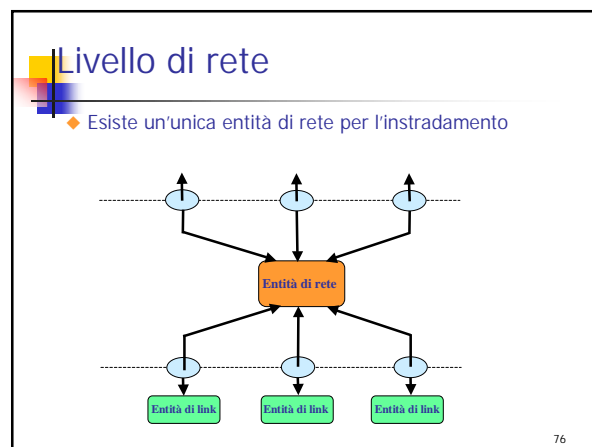 Livello di rete
Esiste un'unica entità di rete per l'instradamento
Entità di rete
Entità di link Entità di link Entità di link
76